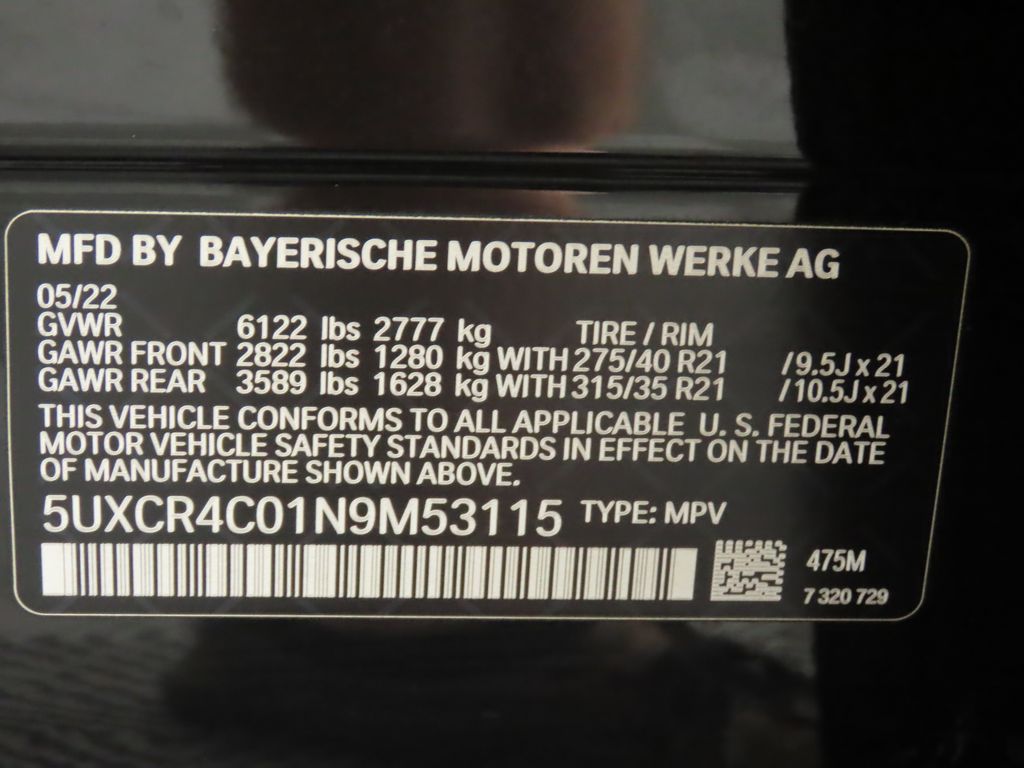 MFD BY BAYERISCHE MOTOREN WERKE AG
05/22
GVWR 6122 lbs 2777 kg TIRE / RIM
GAWR FRONT 2822 lbs 1280 kg WITH 275/40 R21 /9.5J x 21
GAWR REAR 3589 lbs 1628 kg WITH 315/35 R21 /10.5J x 21
THIS VEHICLE CONFORMS TO ALL APPLICABLE U. S. FEDERAL
MOTOR VEHICLE SAFETY STANDARDS IN EFFECT ON THE DATE
OF MANUFACTURE SHOWN ABOVE.
5UXCR4C01N9M53115 TYPE: MPV
475M
7 320 729